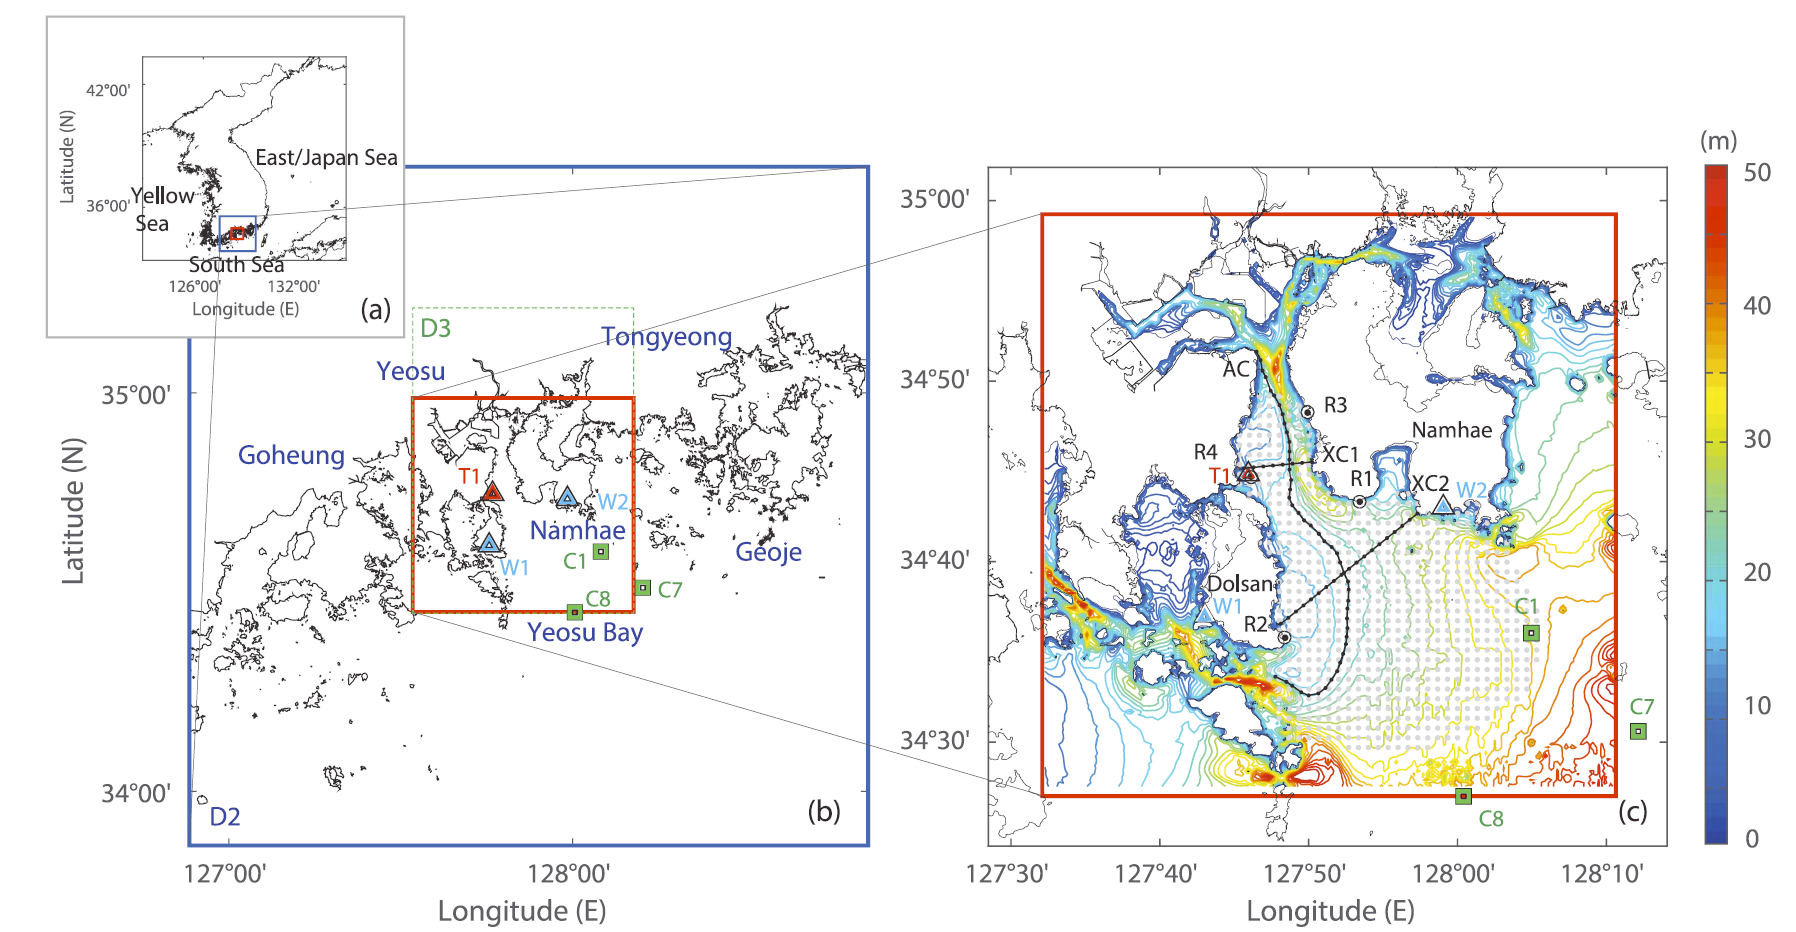 42°00'
36°00'
Latitude (N)
East/Japan Sea
Yellow
Sea
South Sea
126°00'
132°00'
Longitude (E)
(a)
D3
Tongyeong
Yeosu
Goheung
T1
W2
Namhae
W1
C1
Geoje
C7
C8
Yeosu Bay
D2
(b)
35°00'
34°00'
Latitude (N)
127°00'
128°00'
Longitude (E)
35°00'
34°50'
34°40'
34°30'
AC
R3
Namhae
R4
XC1
T1
R1
XC2
W2
Dolsan
W1
R2
C1
C7
C8
(c)
127°30'
127°40'
127°50'
128°00'
128°10'
Longitude (E)
(m)
50
40
30
20
10
0